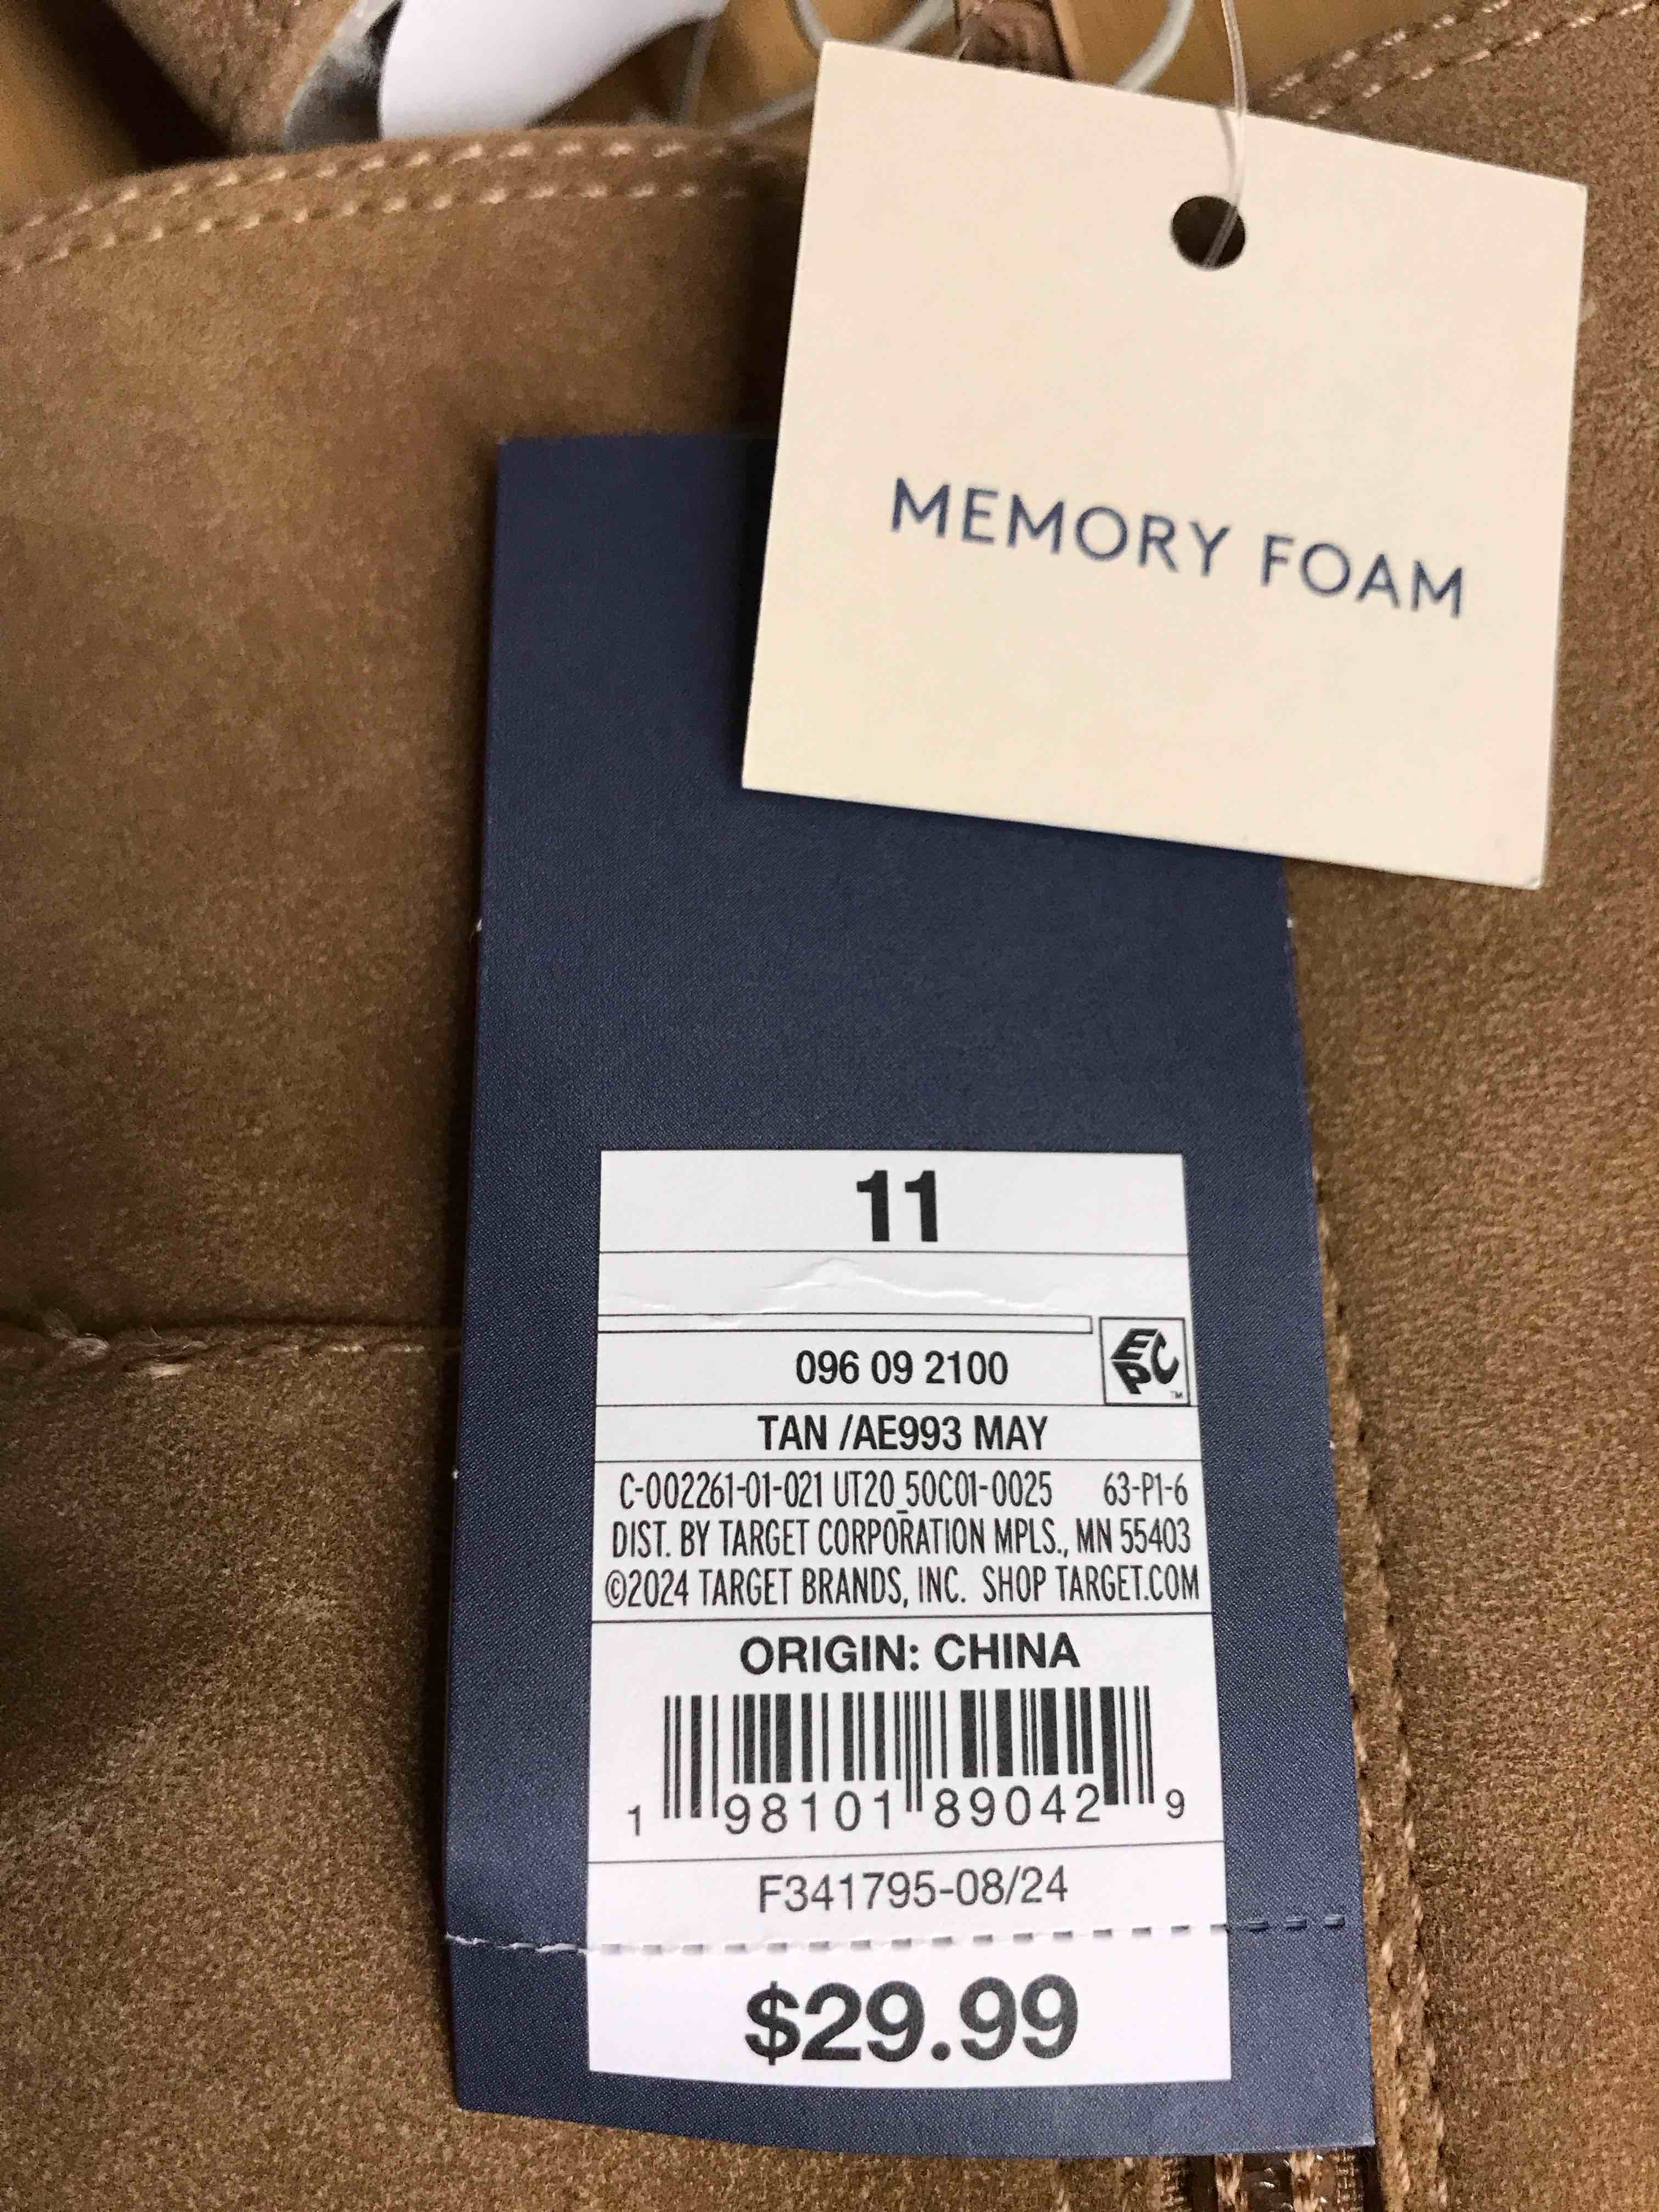 MEMORY FOAM
11
096 09 2100
EPC
TM
TAN /AE993 MAY
C-002261-01-021 UT20_50C01-0025 63-P1-6
DIST. BY TARGET CORPORATION MPLS., MN 55403
©2024 TARGET BRANDS, INC. SHOP TARGET.COM
ORIGIN: CHINA
1 98101 89042 9
F341795-08/24
$29.99